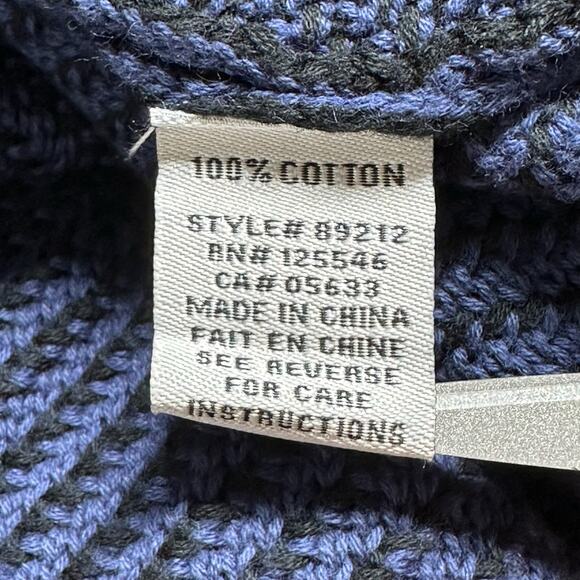 100% COTTON
STYLE# 89212
RN# 125546
CA# 05633
MADE IN CHINA
FAIT EN CHINE
SEE REVERSE
FOR CARE
INSTRUCTIONS